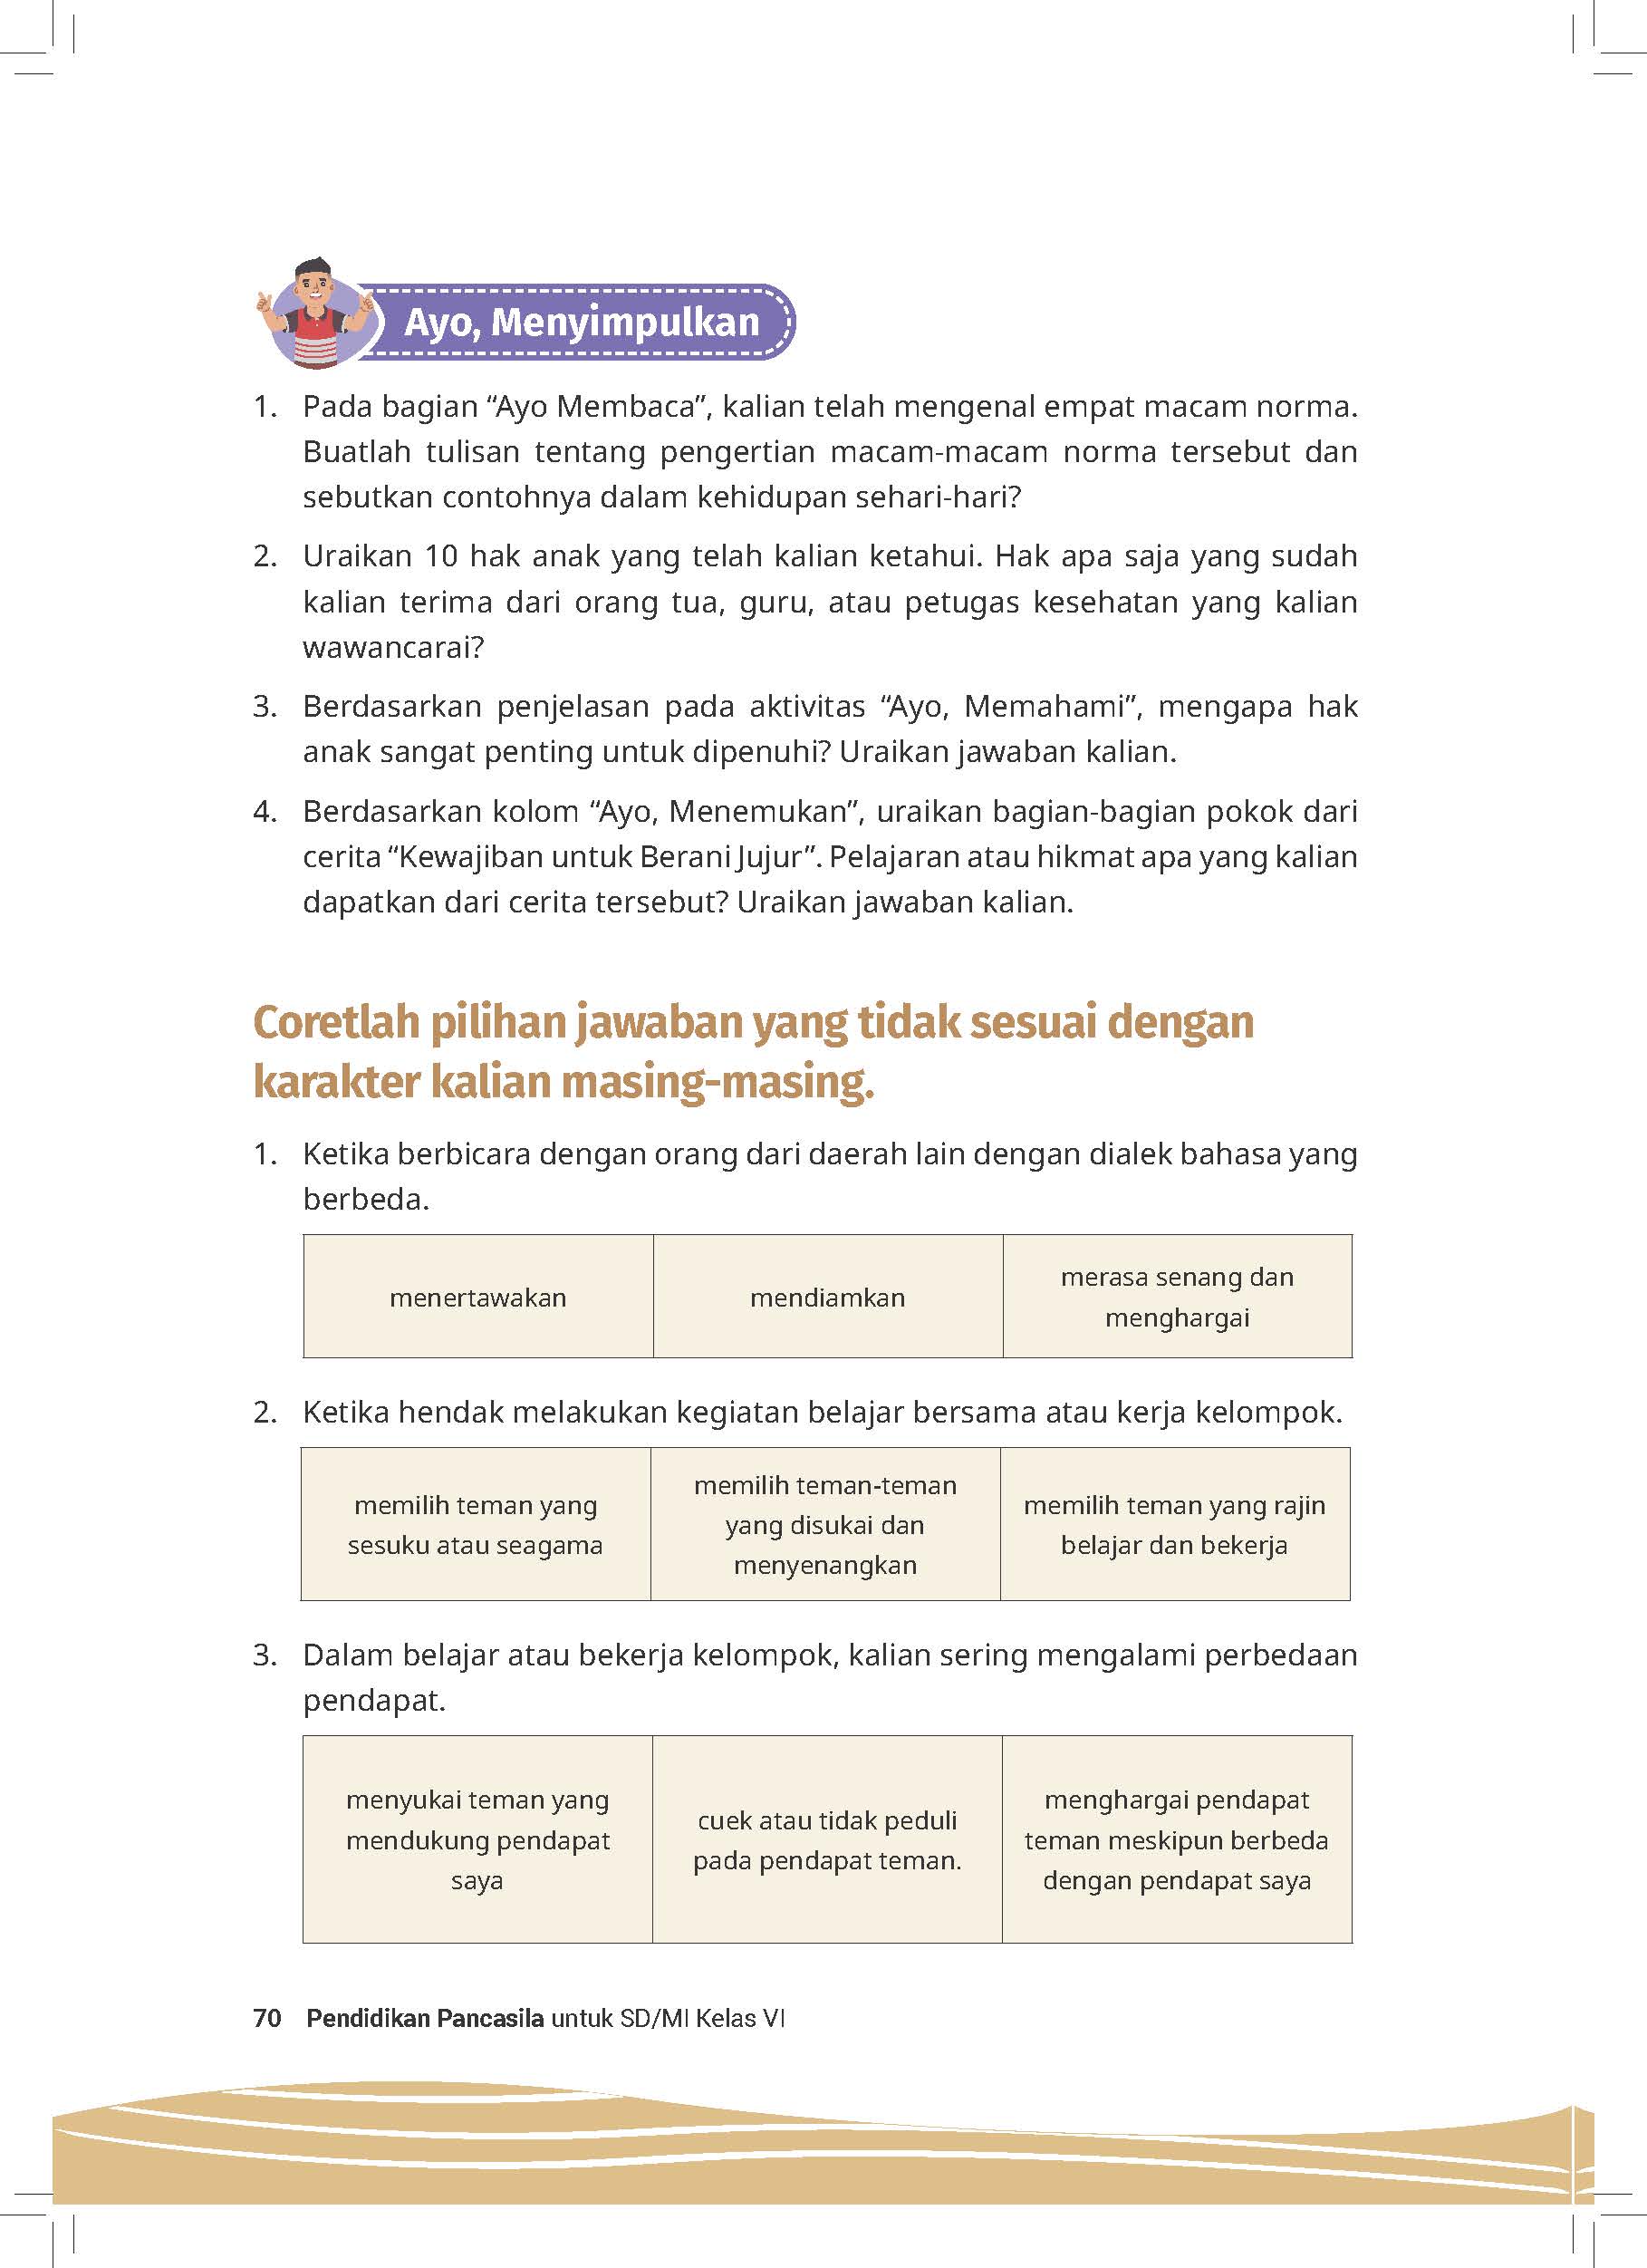 Ayo, Menyimpulkan
1. Pada bagian “Ayo Membaca”, kalian telah mengenal empat macam norma.
Buatlah tulisan tentang pengertian macam-macam norma tersebut dan
sebutkan contohnya dalam kehidupan sehari-hari?
2. Uraikan 10 hak anak yang telah kalian ketahui. Hak apa saja yang sudah
kalian terima dari orang tua, guru, atau petugas kesehatan yang kalian
wawancarai?
3. Berdasarkan penjelasan pada aktivitas “Ayo, Memahami”, mengapa hak
anak sangat penting untuk dipenuhi? Uraikan jawaban kalian.
4. Berdasarkan kolom “Ayo, Menemukan”, uraikan bagian-bagian pokok dari
cerita “Kewajiban untuk Berani Jujur”. Pelajaran atau hikmat apa yang kalian
dapatkan dari cerita tersebut? Uraikan jawaban kalian.
Coretlah pilihan jawaban yang tidak sesuai dengan
karakter kalian masing-masing.
1. Ketika berbicara dengan orang dari daerah lain dengan dialek bahasa yang
berbeda.
menertawakan
mendiamkan
merasa senang dan
menghargai
2. Ketika hendak melakukan kegiatan belajar bersama atau kerja kelompok.
memilih teman yang
sesuku atau seagama
memilih teman-teman
yang disukai dan
menyenangkan
memilih teman yang rajin
belajar dan bekerja
3. Dalam belajar atau bekerja kelompok, kalian sering mengalami perbedaan
pendapat.
menyukai teman yang
mendukung pendapat
saya
cuek atau tidak peduli
pada pendapat teman.
menghargai pendapat
teman meskipun berbeda
dengan pendapat saya
70 Pendidikan Pancasila untuk SD/MI Kelas VI